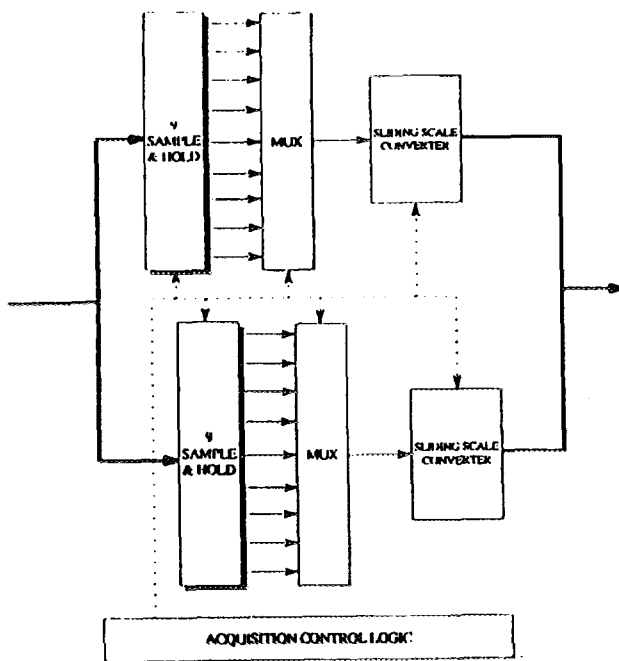 9
SAMPLE
& HOLD
MUX
SLIDING SCALE
CONVERTER
9
SAMPLE
& HOLD
MUX
SLIDING SCALE
CONVERTER
ACQUISITION CONTROL LOGIC